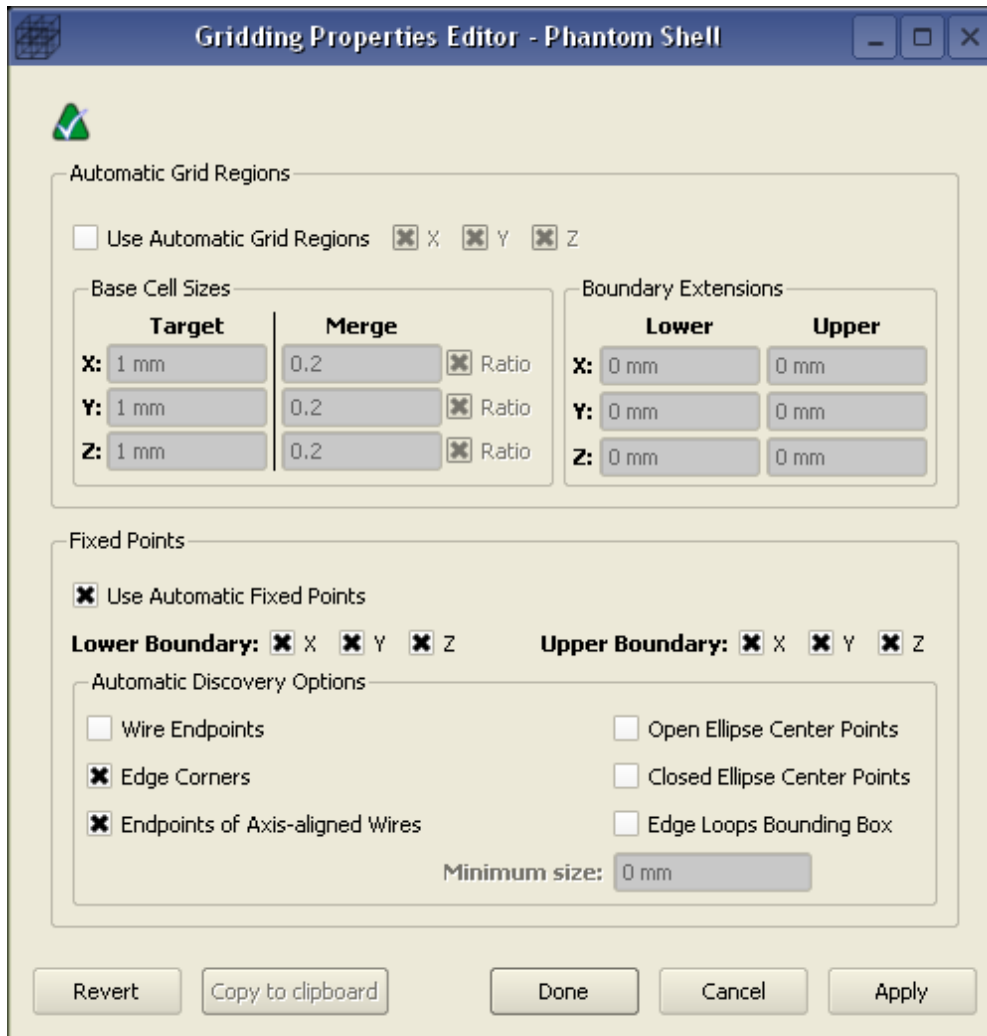 Gridding Properties Editor - Phantom Shell
Automatic Grid Regions
Use Automatic Grid Regions X Y Z
Base Cell Sizes
Target Merge
X: 1 mm 0.2 Ratio
Y: 1 mm 0.2 Ratio
Z: 1 mm 0.2 Ratio
Boundary Extensions
Lower Upper
X: 0 mm 0 mm
Y: 0 mm 0 mm
Z: 0 mm 0 mm
Fixed Points
Use Automatic Fixed Points
Lower Boundary: X Y Z Upper Boundary: X Y Z
Automatic Discovery Options
Wire Endpoints Open Ellipse Center Points
Edge Corners Closed Ellipse Center Points
Endpoints of Axis-aligned Wires Edge Loops Bounding Box
Minimum size: 0 mm
Revert Copy to clipboard Done Cancel Apply